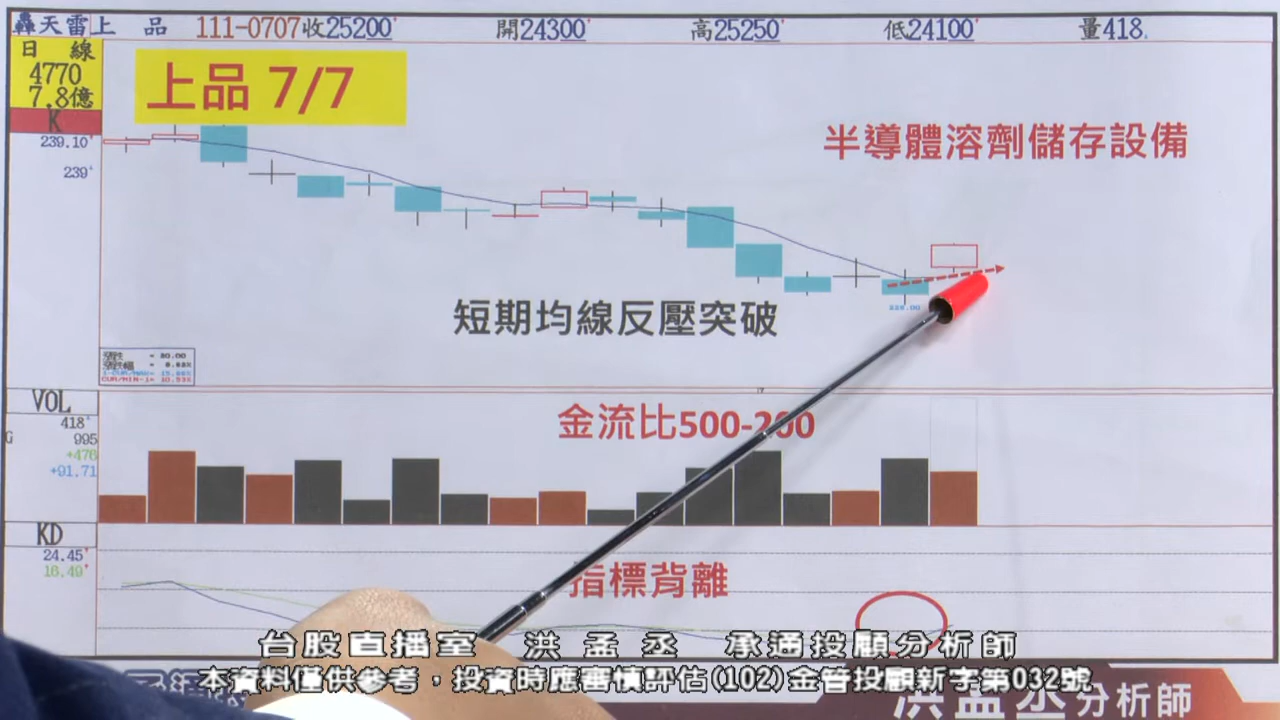 天雷上 品 111-0707收25200 開24300 高25250 低24100 量418.
日 線
4770
7.8億
K
上品 7/7
239.10
239
半導體溶劑儲存設備
短期均線反壓突破
VOL
418
G 995
+476
+91.71
金流比500-200
KD
24.45
16.49
指標背離
台股直播室 洪孟丞 承通投顧分析師
本資料僅供參考，投資時應審慎評估(102)金管投顧新字第032號
洪孟丞分析師